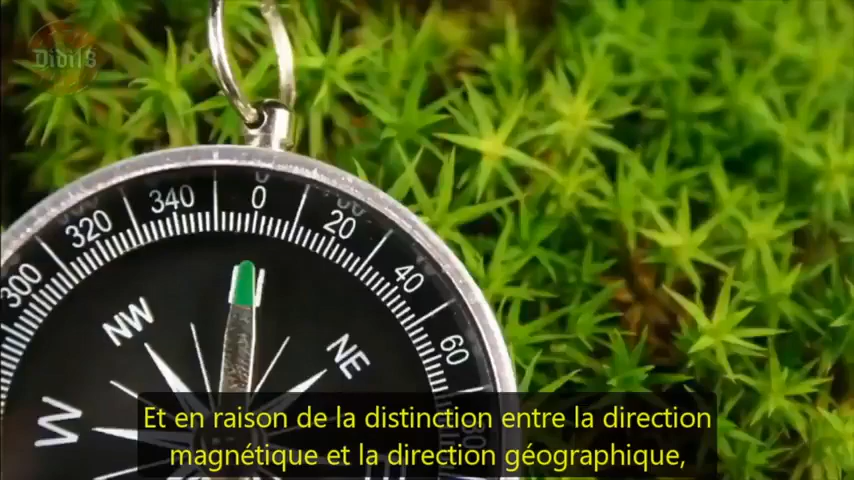 Didi15
300
320
340
0
20
40
60
NW
NE
W
Et en raison de la distinction entre la direction
magnétique et la direction géographique,